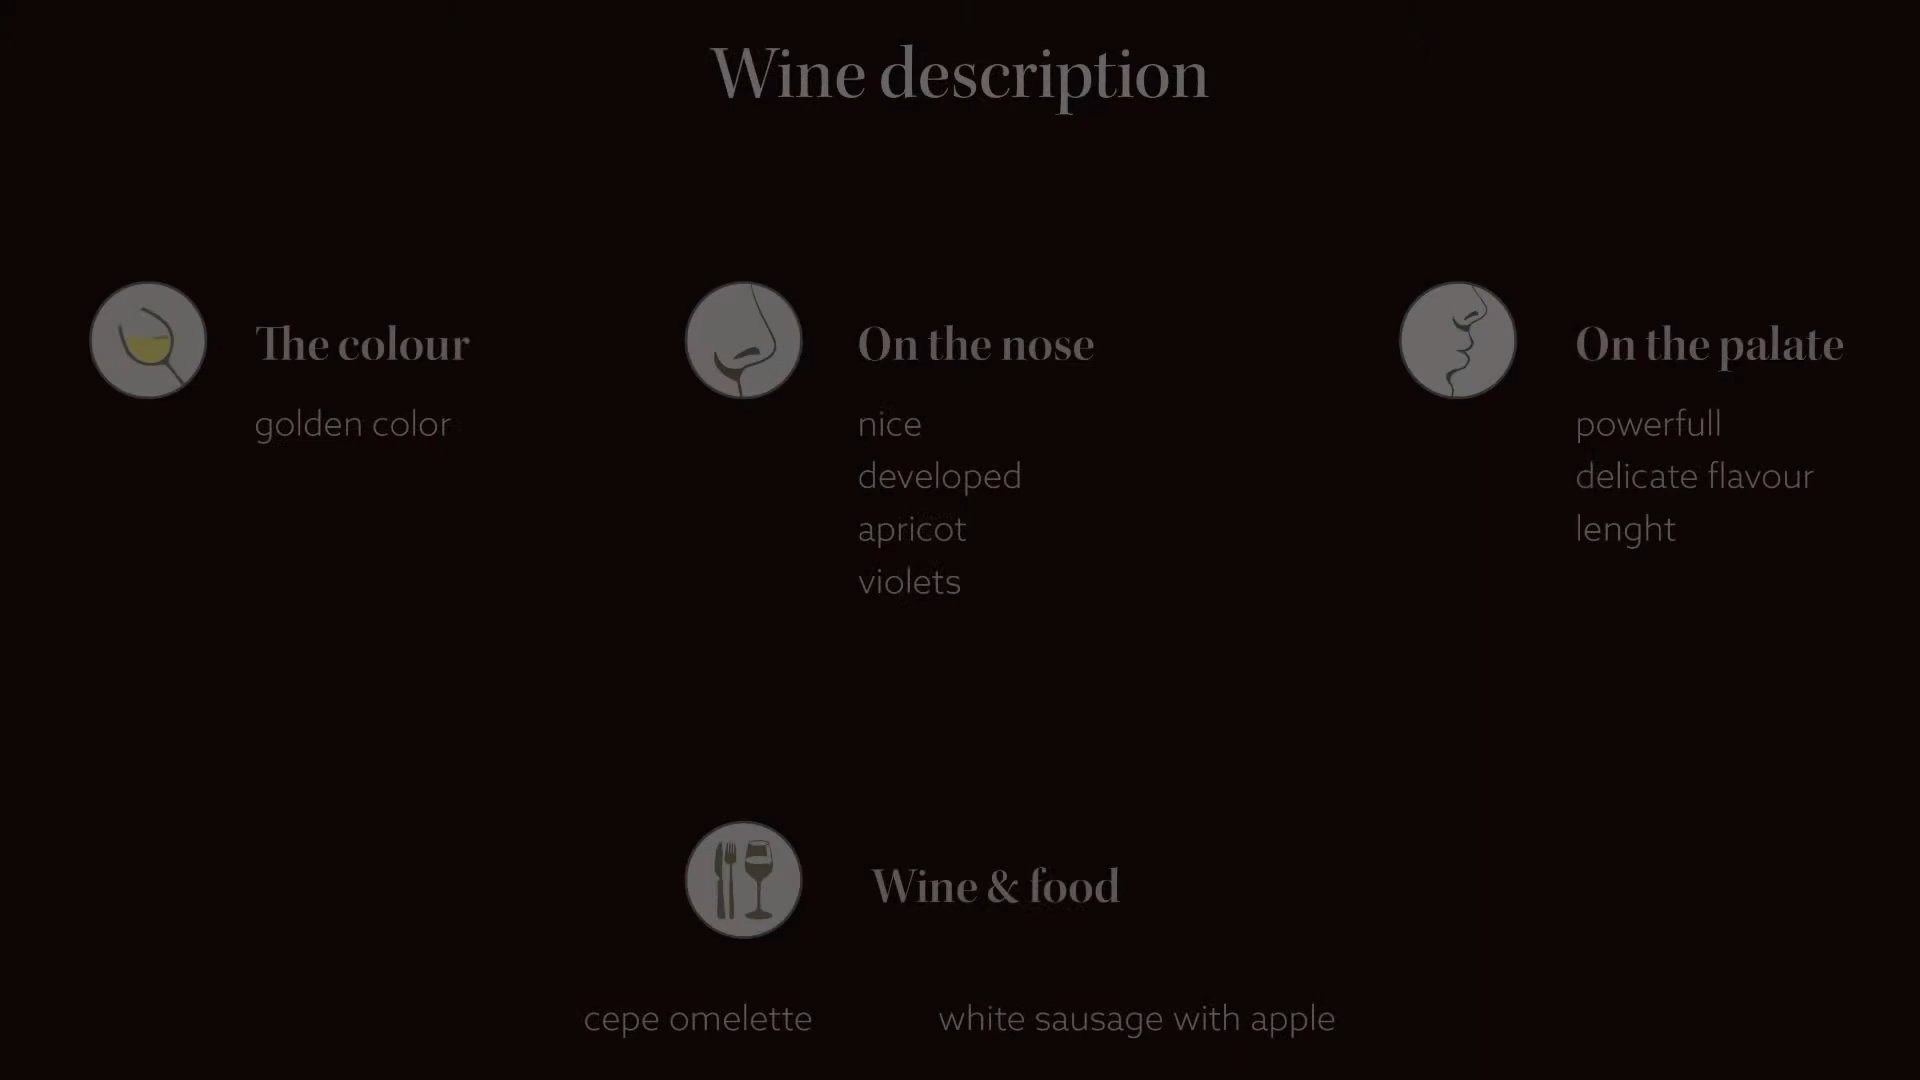 Wine description
The colour
golden color
On the nose
nice
developed
apricot
violets
On the palate
powerfull
delicate flavour
lenght
Wine & food
cepe omelette
white sausage with apple